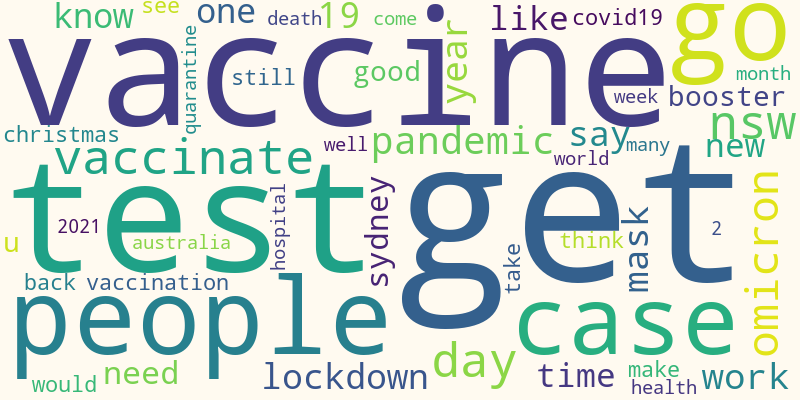 know
see
one
death
19
come
like
covid19
go
vaccine
quarantine
still
good
year
week
booster
month
christmas
vaccinate
well
pandemic
say
many
world
nsw
new
test
get
2021
u
australia
hospital
sydney
take
think
mask
2
omicron
back
vaccination
people
case
day
would
need
lockdown
time
make
health
work